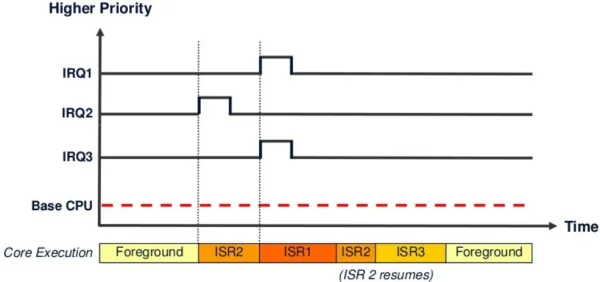 Higher Priority
IRQ1
IRQ2
IRQ3
Base CPU
Time
Core Execution Foreground ISR2 ISR1 ISR2 ISR3 Foreground
(ISR 2 resumes)